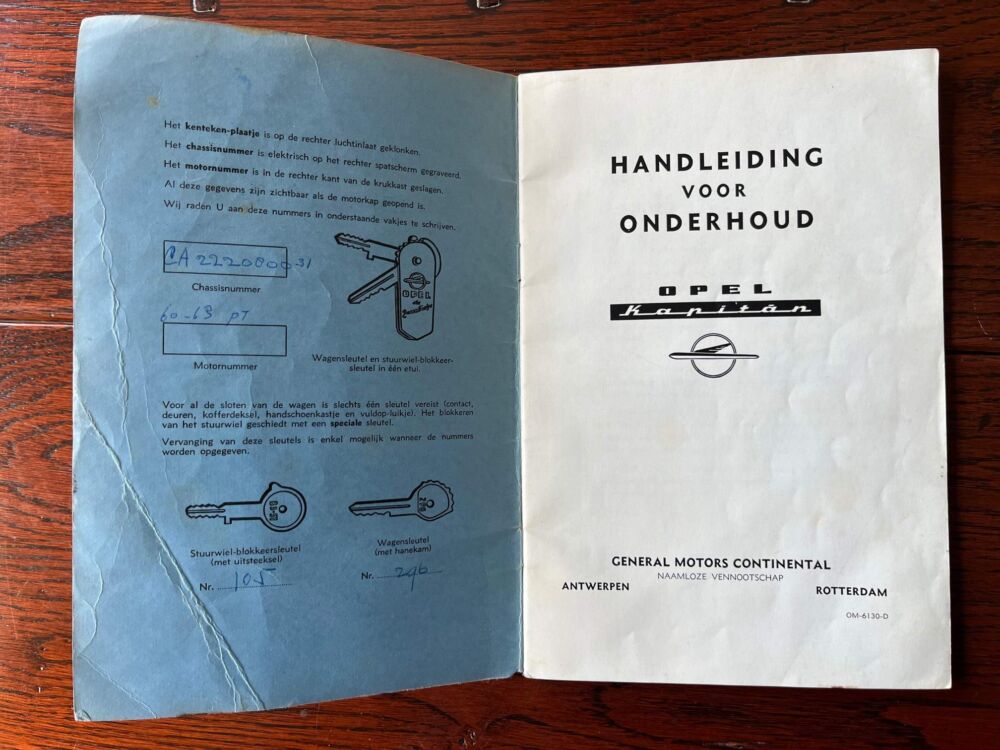 Het kenteken-plaatje is op de rechter luchtinlaat geklonken.
Het chassisnummer is elektrisch op het rechter spatscherm gegraveerd.
Het motornummer is in de rechter kant van de krukkast geslagen.
Al deze gegevens zijn zichtbaar als de motorkap geopend is.
Wij raden U aan deze nummers in onderstaande vakjes te schrijven.
Chassisnummer
60-63 PT
Motornummer
OPEL
Wagensleutel en stuurwiel-blokkeer-
sleutel in één etui.
Voor al de sloten van de wagen is slechts één sleutel vereist (contact,
deuren, kofferdeksel, handschoenkastje en vuldop-luikje). Het blokkeren
van het stuurwiel geschiedt met een speciale sleutel.
Vervanging van deze sleutels is enkel mogelijk wanneer de nummers
worden opgegeven.
Stuurwiel-blokkeersleutel
(met uitsteeksel)
Nr. 105
Wagensleutel
(met hanekam)
Nr. 296
HANDLEIDING
VOOR
ONDERHOUD
OPEL
Kapitän
GENERAL MOTORS CONTINENTAL
NAAMLOZE VENNOOTSCHAP
ANTWERPEN ROTTERDAM
OM-6130-D